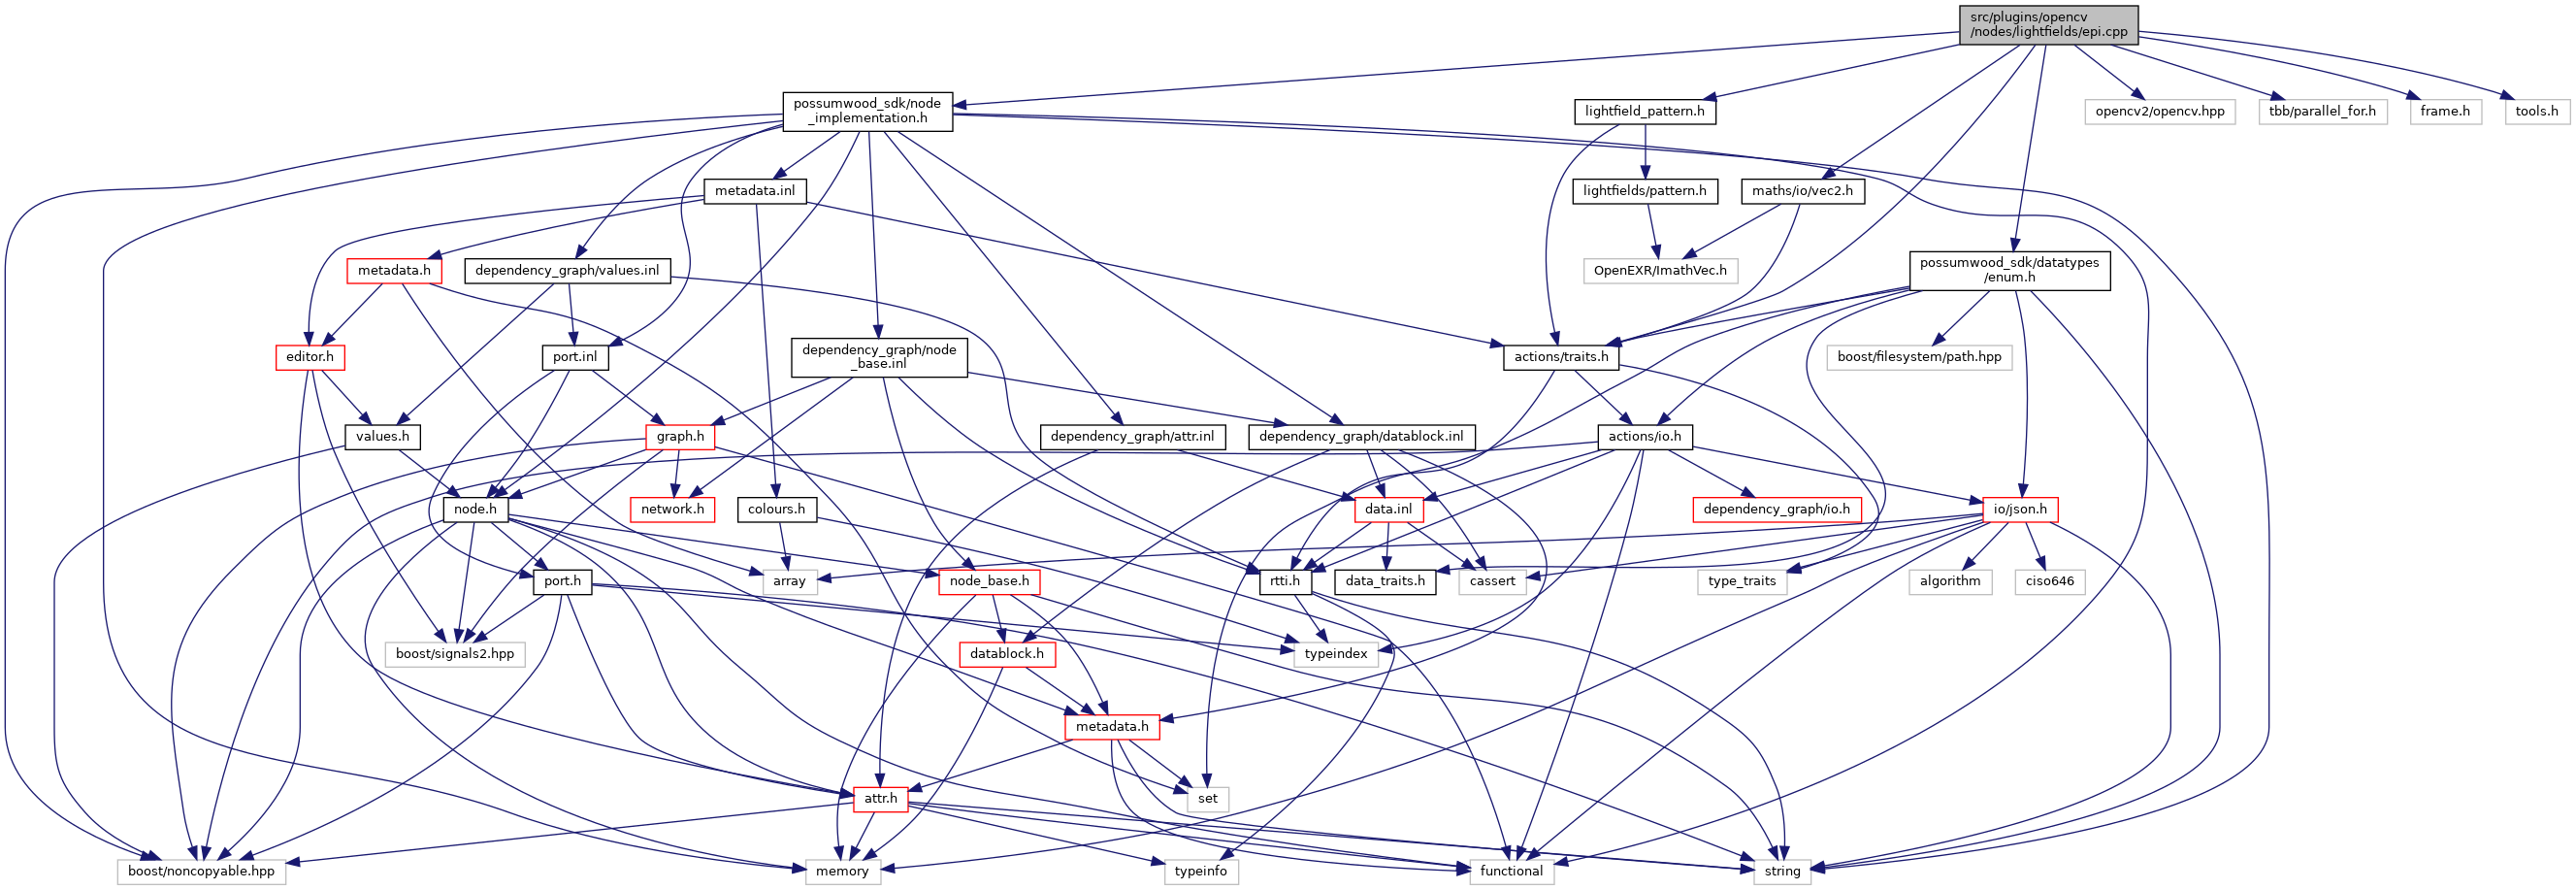 src/plugins/opencv
/nodes/lightfields/epi.cpp
possumwood_sdk/node
_implementation.h
lightfield_pattern.h
opencv2/opencv.hpp
tbb/parallel_for.h
frame.h
tools.h
metadata.inl
lightfields/pattern.h
maths/io/vec2.h
metadata.h
dependency_graph/values.inl
OpenEXR/ImathVec.h
possumwood_sdk/datatypes
/enum.h
editor.h
port.inl
dependency_graph/node
_base.inl
actions/traits.h
boost/filesystem/path.hpp
values.h
graph.h
dependency_graph/attr.inl
dependency_graph/datablock.inl
actions/io.h
node.h
network.h
colours.h
data.inl
dependency_graph/io.h
io/json.h
port.h
array
node_base.h
rtti.h
data_traits.h
cassert
type_traits
algorithm
ciso646
boost/signals2.hpp
datablock.h
typeindex
metadata.h
attr.h
set
boost/noncopyable.hpp
memory
typeinfo
functional
string